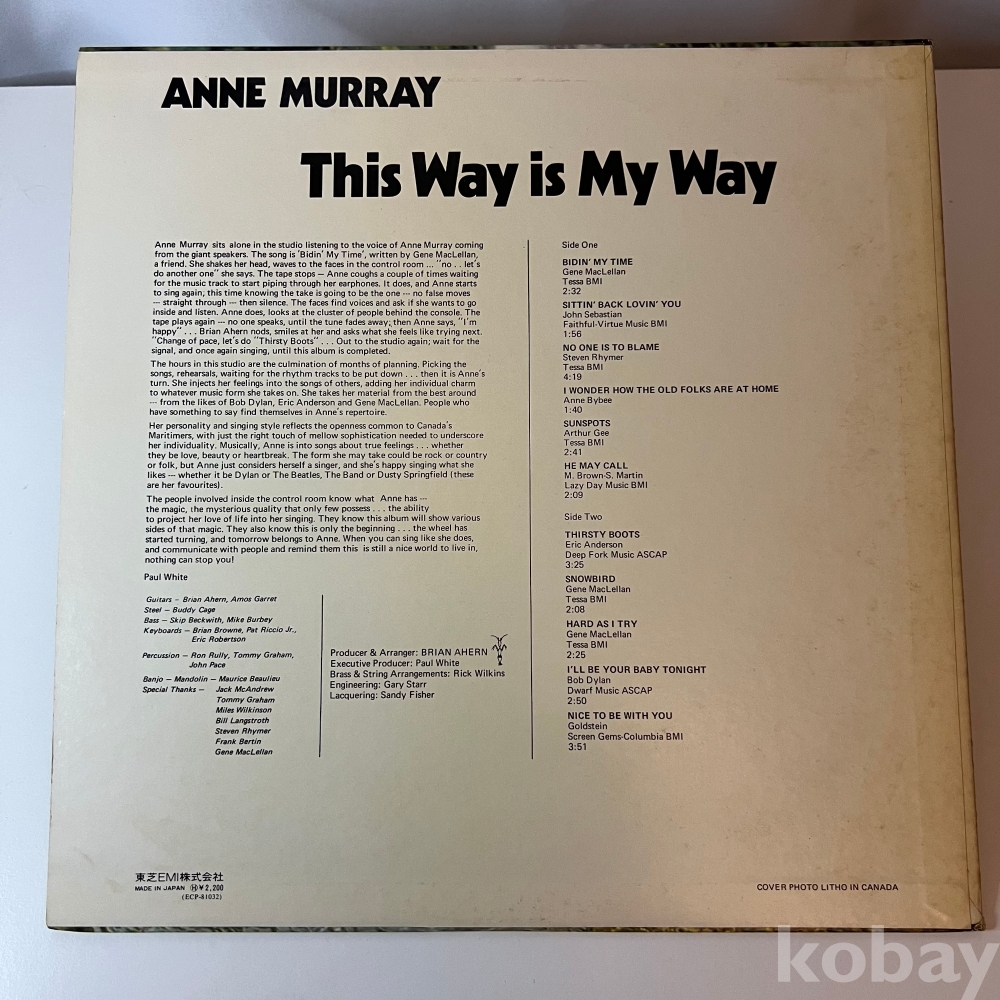 ANNE MURRAY
This Way is My Way
Anne Murray sits alone in the studio listening to the voice of Anne Murray coming
from the giant speakers. The song is 'Bidin' My Time', written by Gene MacLellan,
a friend. She shakes her head, waves to the faces in the control room ... "no . . let's
do another one" she says. The tape stops — Anne coughs a couple of times waiting
for the music track to start piping through her earphones. It does, and Anne starts
to sing again; this time knowing the take is going to be the one --- no false moves
--- straight through --- then silence. The faces find voices and ask if she wants to go
inside and listen. Anne does, looks at the cluster of people behind the console. The
tape plays again --- no one speaks, until the tune fades away; then Anne says, "I'm
happy" . . . Brian Ahern nods, smiles at her and asks what she feels like trying next.
"Change of pace, let's do "Thirsty Boots" . . . Out to the studio again; wait for the
signal, and once again singing, until this album is completed.
The hours in this studio are the culmination of months of planning. Picking the
songs, rehearsals, waiting for the rhythm tracks to be put down . . . then it is Anne's
turn. She injects her feelings into the songs of others, adding her individual charm
to whatever music form she takes on. She takes her material from the best around
--- from the likes of Bob Dylan, Eric Anderson and Gene MacLellan. People who
have something to say find themselves in Anne's repertoire.
Her personality and singing style reflects the openness common to Canada's
Maritimers, with just the right touch of mellow sophistication needed to underscore
her individuality. Musically, Anne is into songs about true feelings . . . whether
they be love, beauty or heartbreak. The form she may take could be rock or country
or folk, but Anne just considers herself a singer, and she's happy singing what she
likes --- whether it be Dylan or The Beatles, The Band or Dusty Springfield (these
are her favourites).
The people involved inside the control room know what Anne has ---
the magic, the mysterious quality that only few possess . . . the ability
to project her love of life into her singing. They know this album will show various
sides of that magic. They also know this is only the beginning . . . the wheel has
started turning, and tomorrow belongs to Anne. When you can sing like she does,
and communicate with people and remind them this is still a nice world to live in,
nothing can stop you!
Paul White
Guitars - Brian Ahern, Amos Garret
Steel — Buddy Cage
Bass — Skip Beckwith, Mike Burbey
Keyboards — Brian Browne, Pat Riccio Jr.,
Eric Robertson
Percussion — Ron Rully, Tommy Graham,
John Pace
Banjo — Mandolin — Maurice Beaulieu
Special Thanks — Jack McAndrew
Tommy Graham
Miles Wilkinson
Bill Langstroth
Steven Rhymer
Frank Bertin
Gene MacLellan
Producer & Arranger: BRIAN AHERN
Executive Producer: Paul White
Brass & String Arrangements: Rick Wilkins
Engineering: Gary Starr
Lacquering: Sandy Fisher
Side One
BIDIN' MY TIME
Gene MacLellan
Tessa BMI
2:32
SITTIN' BACK LOVIN' YOU
John Sebastian
Faithful-Virtue Music BMI
1:56
NO ONE IS TO BLAME
Steven Rhymer
Tessa BMI
4:19
I WONDER HOW THE OLD FOLKS ARE AT HOME
Anne Bybee
1:40
SUNSPOTS
Arthur Gee
Tessa BMI
2:41
HE MAY CALL
M. Brown-S. Martin
Lazy Day Music BMI
2:09
Side Two
THIRSTY BOOTS
Eric Anderson
Deep Fork Music ASCAP
3:25
SNOWBIRD
Gene MacLellan
Tessa BMI
2:08
HARD AS I TRY
Gene MacLellan
Tessa BMI
2:25
I'LL BE YOUR BABY TONIGHT
Bob Dylan
Dwarf Music ASCAP
2:50
NICE TO BE WITH YOU
Goldstein
Screen Gems-Columbia BMI
3:51
東芝EMI株式会社
MADE IN JAPAN Ⓗ¥2,200
(ECP-81032)
COVER PHOTO LITHO IN CANADA
kobay